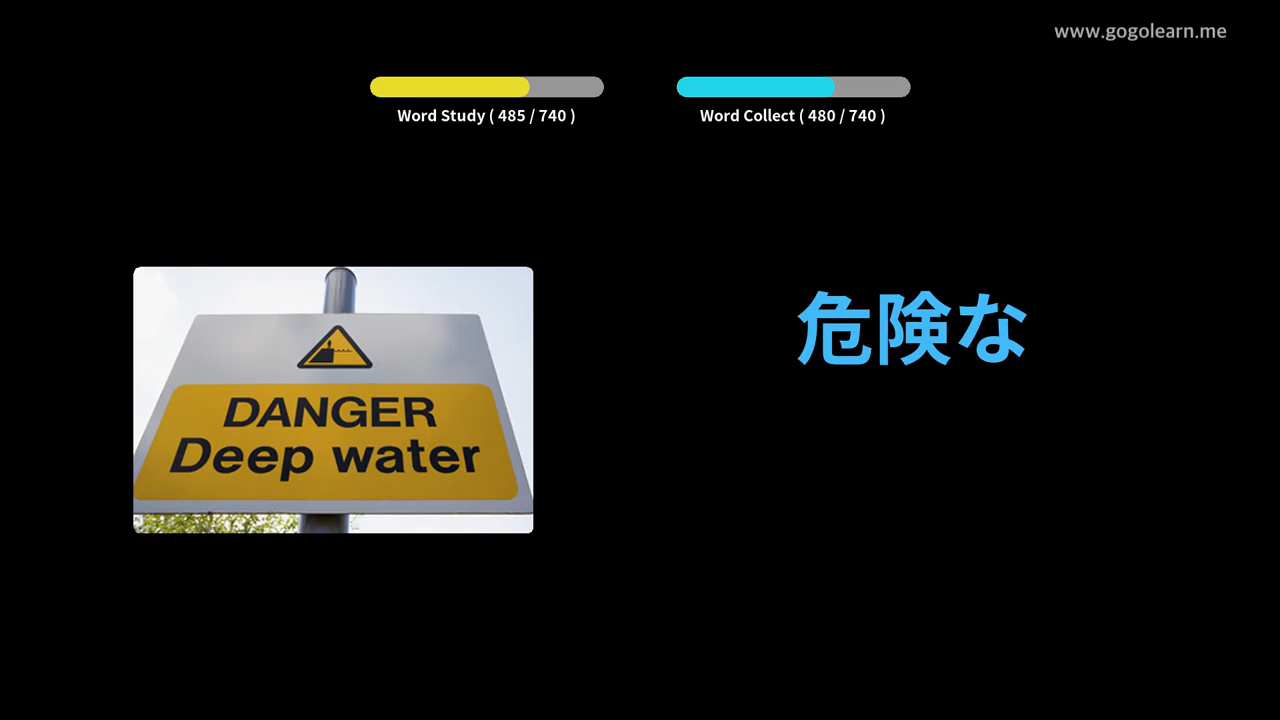 www.gogolearn.me
Word Study ( 485 / 740 )
Word Collect ( 480 / 740 )
DANGER
Deep water
危険な